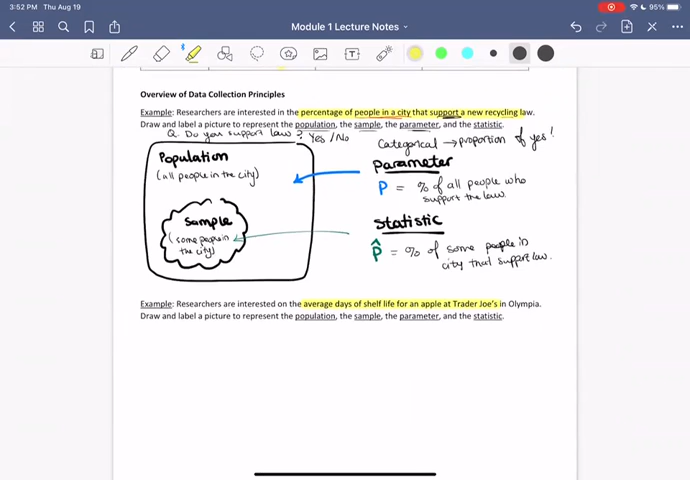 3:52 PM Thu Aug 19
95%
Module 1 Lecture Notes
Overview of Data Collection Principles
Example: Researchers are interested in the percentage of people in a city that support a new recycling law.
Draw and label a picture to represent the population, the sample, the parameter, and the statistic.
Q: Do you support law? Yes/No
Categorical → proportion of yes!
Population
(all people in the city)
Parameter
P = % of all people who
support the law
Sample
(some people in
the city)
Statistic
p̂ = % of some people in
city that support law.
Example: Researchers are interested on the average days of shelf life for an apple at Trader Joe's in Olympia.
Draw and label a picture to represent the population, the sample, the parameter, and the statistic.